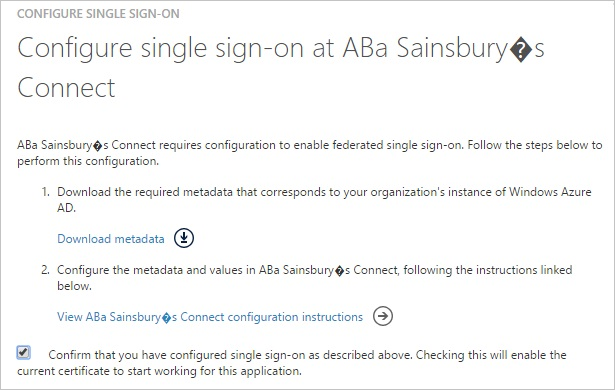 CONFIGURE SINGLE SIGN-ON
Configure single sign-on at ABa Sainsbury�s
Connect
ABa Sainsbury�s Connect requires configuration to enable federated single sign-on. Follow the steps below to
perform this configuration.
1. Download the required metadata that corresponds to your organization's instance of Windows Azure
AD.
Download metadata
2. Configure the metadata and values in ABa Sainsbury�s Connect, following the instructions linked
below.
View ABa Sainsbury�s Connect configuration instructions
Confirm that you have configured single sign-on as described above. Checking this will enable the
current certificate to start working for this application.